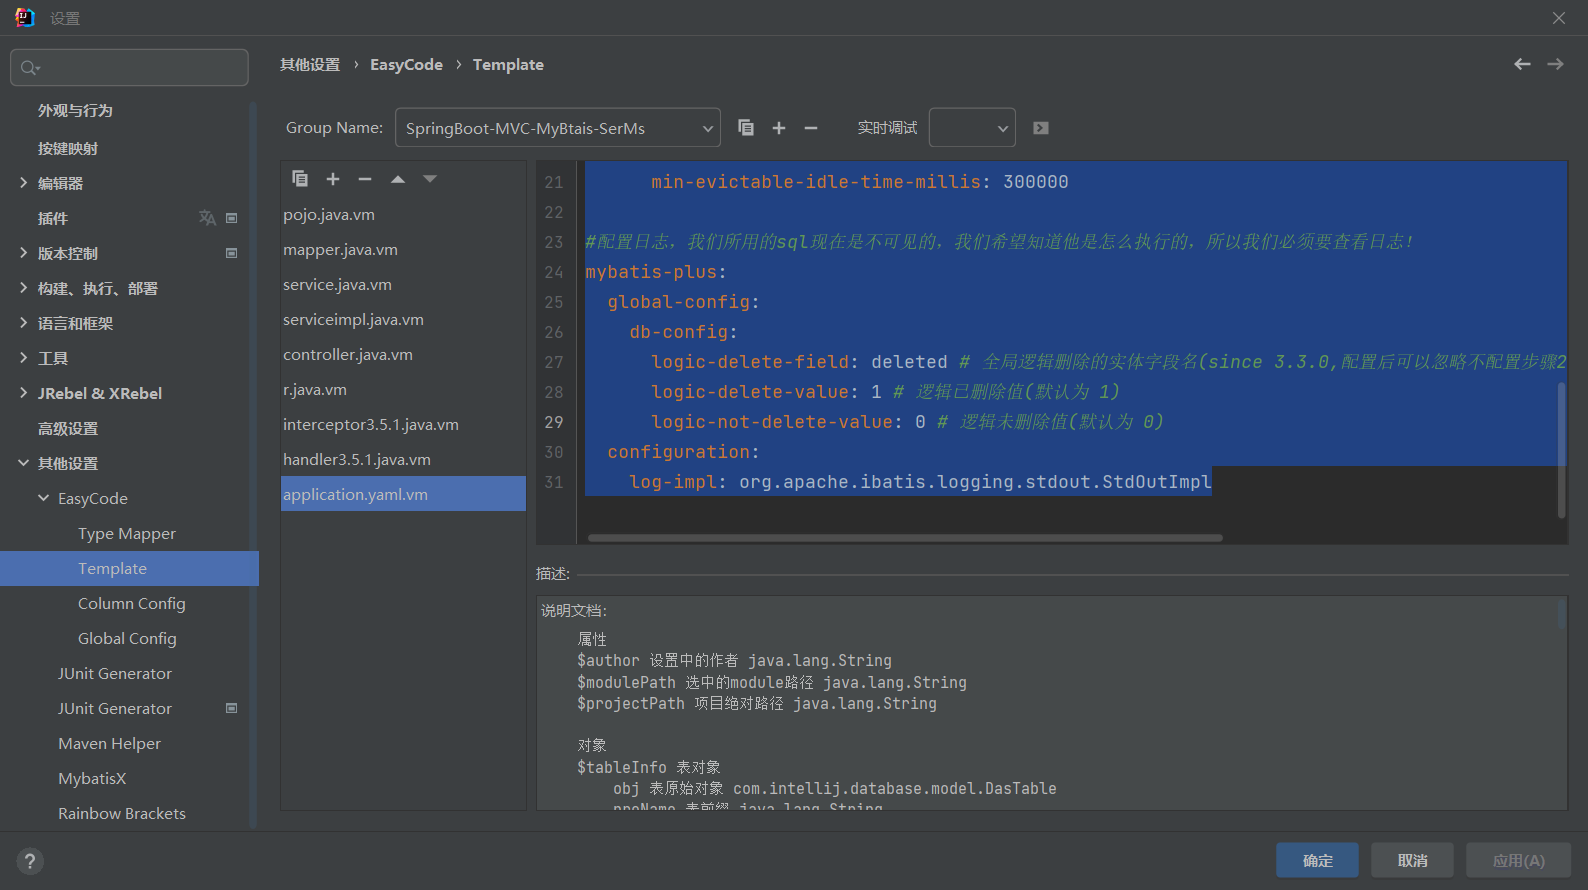 设置
其他设置 › EasyCode › Template
外观与行为
按键映射
编辑器
插件
版本控制
构建、执行、部署
语言和框架
工具
JRebel & XRebel
高级设置
其他设置
EasyCode
Type Mapper
Template
Column Config
Global Config
JUnit Generator
JUnit Generator
Maven Helper
MybatisX
Rainbow Brackets
Group Name: SpringBoot-MVC-MyBtais-SerMs 实时调试
pojo.java.vm
mapper.java.vm
service.java.vm
serviceimpl.java.vm
controller.java.vm
r.java.vm
interceptor3.5.1.java.vm
handler3.5.1.java.vm
application.yaml.vm
21 min-evictable-idle-time-millis: 300000
22
23 #配置日志，我们所用的sql现在是不可见的，我们希望知道他是怎么执行的，所以我们必须要查看日志！
24 mybatis-plus:
25 global-config:
26 db-config:
27 logic-delete-field: deleted # 全局逻辑删除的实体字段名(since 3.3.0,配置后可以忽略不配置步骤2
28 logic-delete-value: 1 # 逻辑已删除值(默认为 1)
29 logic-not-delete-value: 0 # 逻辑未删除值(默认为 0)
30 configuration:
31 log-impl: org.apache.ibatis.logging.stdout.StdOutImpl
描述:
说明文档:
属性
$author 设置中的作者 java.lang.String
$modulePath 选中的module路径 java.lang.String
$projectPath 项目绝对路径 java.lang.String
对象
$tableInfo 表对象
obj 表原始对象 com.intellij.database.model.DasTable
preName 表前缀 java.lang.String
?
确定
取消
应用(A)